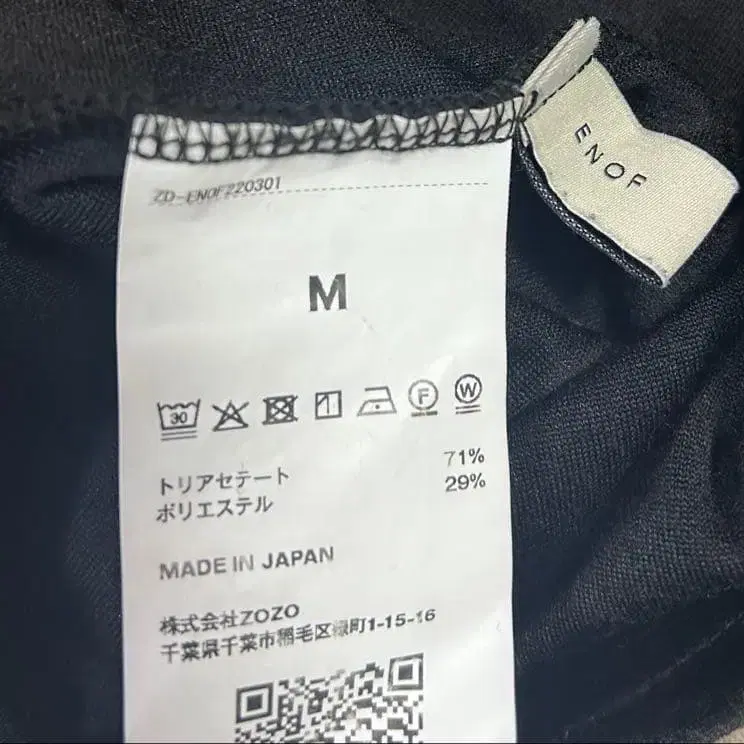 ENOF
ZD-ENOF220301
M
30 1 F W
トリアセテート 71%
ポリエステル 29%
MADE IN JAPAN
株式会社ZOZO
千葉県千葉市稲毛区緑町1-15-16